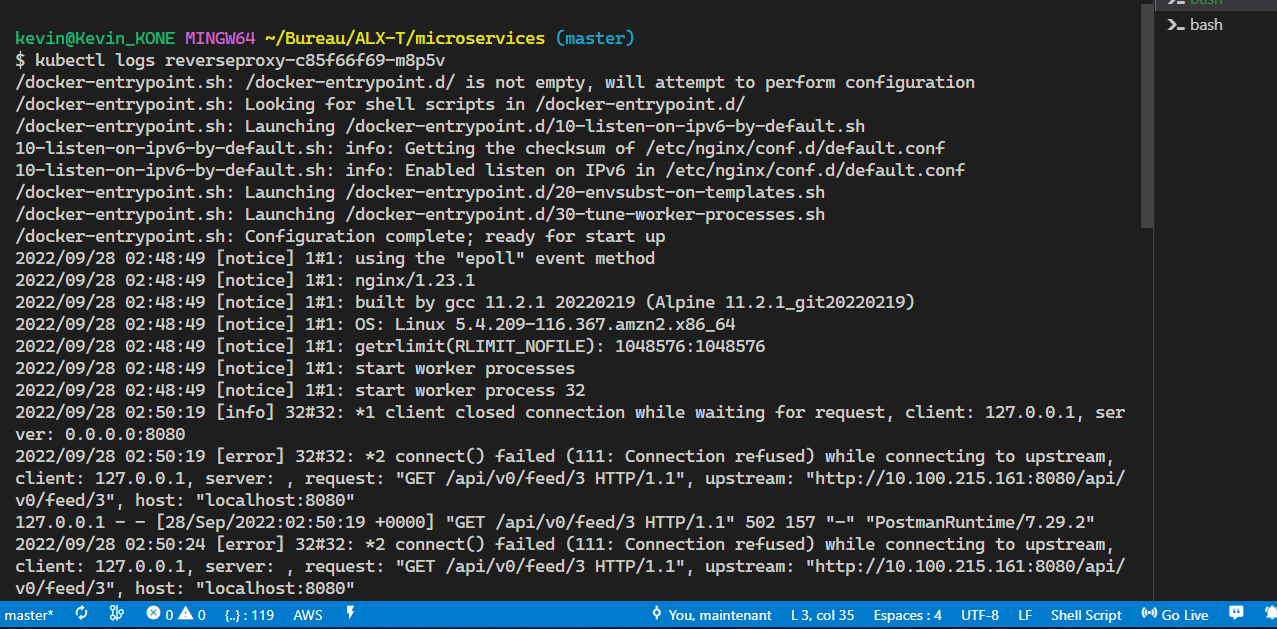 bash
kevin@Kevin_KONE MINGW64 ~/Bureau/ALX-T/microservices (master)
bash
$ kubectl logs reverseproxy-c85f66f69-m8p5v
/docker-entrypoint.sh: /docker-entrypoint.d/ is not empty, will attempt to perform configuration
/docker-entrypoint.sh: Looking for shell scripts in /docker-entrypoint.d/
/docker-entrypoint.sh: Launching /docker-entrypoint.d/10-listen-on-ipv6-by-default.sh
10-listen-on-ipv6-by-default.sh: info: Getting the checksum of /etc/nginx/conf.d/default.conf
10-listen-on-ipv6-by-default.sh: info: Enabled listen on IPv6 in /etc/nginx/conf.d/default.conf
/docker-entrypoint.sh: Launching /docker-entrypoint.d/20-envsubst-on-templates.sh
/docker-entrypoint.sh: Launching /docker-entrypoint.d/30-tune-worker-processes.sh
/docker-entrypoint.sh: Configuration complete; ready for start up
2022/09/28 02:48:49 [notice] 1#1: using the "epoll" event method
2022/09/28 02:48:49 [notice] 1#1: nginx/1.23.1
2022/09/28 02:48:49 [notice] 1#1: built by gcc 11.2.1 20220219 (Alpine 11.2.1_git20220219)
2022/09/28 02:48:49 [notice] 1#1: OS: Linux 5.4.209-116.367.amzn2.x86_64
2022/09/28 02:48:49 [notice] 1#1: getrlimit(RLIMIT_NOFILE): 1048576:1048576
2022/09/28 02:48:49 [notice] 1#1: start worker processes
2022/09/28 02:48:49 [notice] 1#1: start worker process 32
2022/09/28 02:50:19 [info] 32#32: *1 client closed connection while waiting for request, client: 127.0.0.1, ser
ver: 0.0.0.0:8080
2022/09/28 02:50:19 [error] 32#32: *2 connect() failed (111: Connection refused) while connecting to upstream,
client: 127.0.0.1, server: , request: "GET /api/v0/feed/3 HTTP/1.1", upstream: "http://10.100.215.161:8080/api/
v0/feed/3", host: "localhost:8080"
127.0.0.1 - - [28/Sep/2022:02:50:19 +0000] "GET /api/v0/feed/3 HTTP/1.1" 502 157 "-" "PostmanRuntime/7.29.2"
2022/09/28 02:50:24 [error] 32#32: *2 connect() failed (111: Connection refused) while connecting to upstream,
client: 127.0.0.1, server: , request: "GET /api/v0/feed/3 HTTP/1.1", upstream: "http://10.100.215.161:8080/api/
v0/feed/3", host: "localhost:8080"
master* 0 0 {..} : 119 AWS You, maintenant L 3, col 35 Espaces : 4 UTF-8 LF Shell Script Go Live